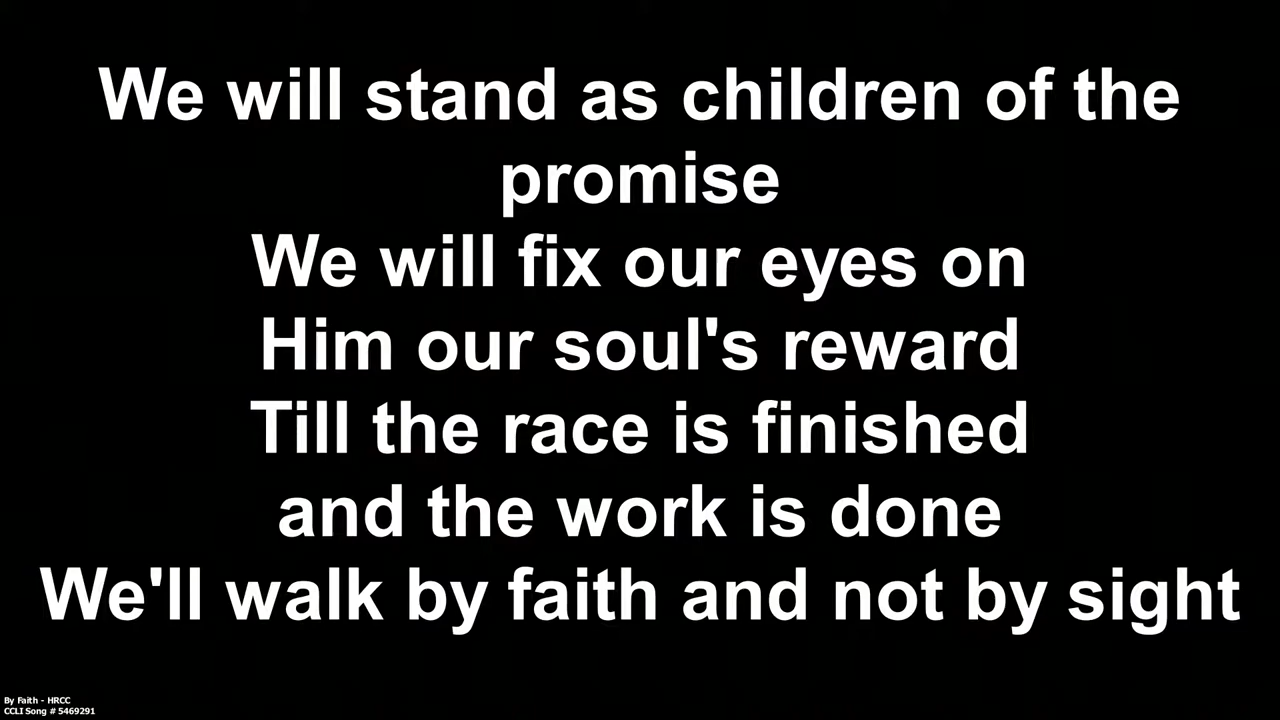 We will stand as children of the
promise
We will fix our eyes on
Him our soul's reward
Till the race is finished
and the work is done
We'll walk by faith and not by sight
By Faith - HRCC
CCLI Song # 5469291